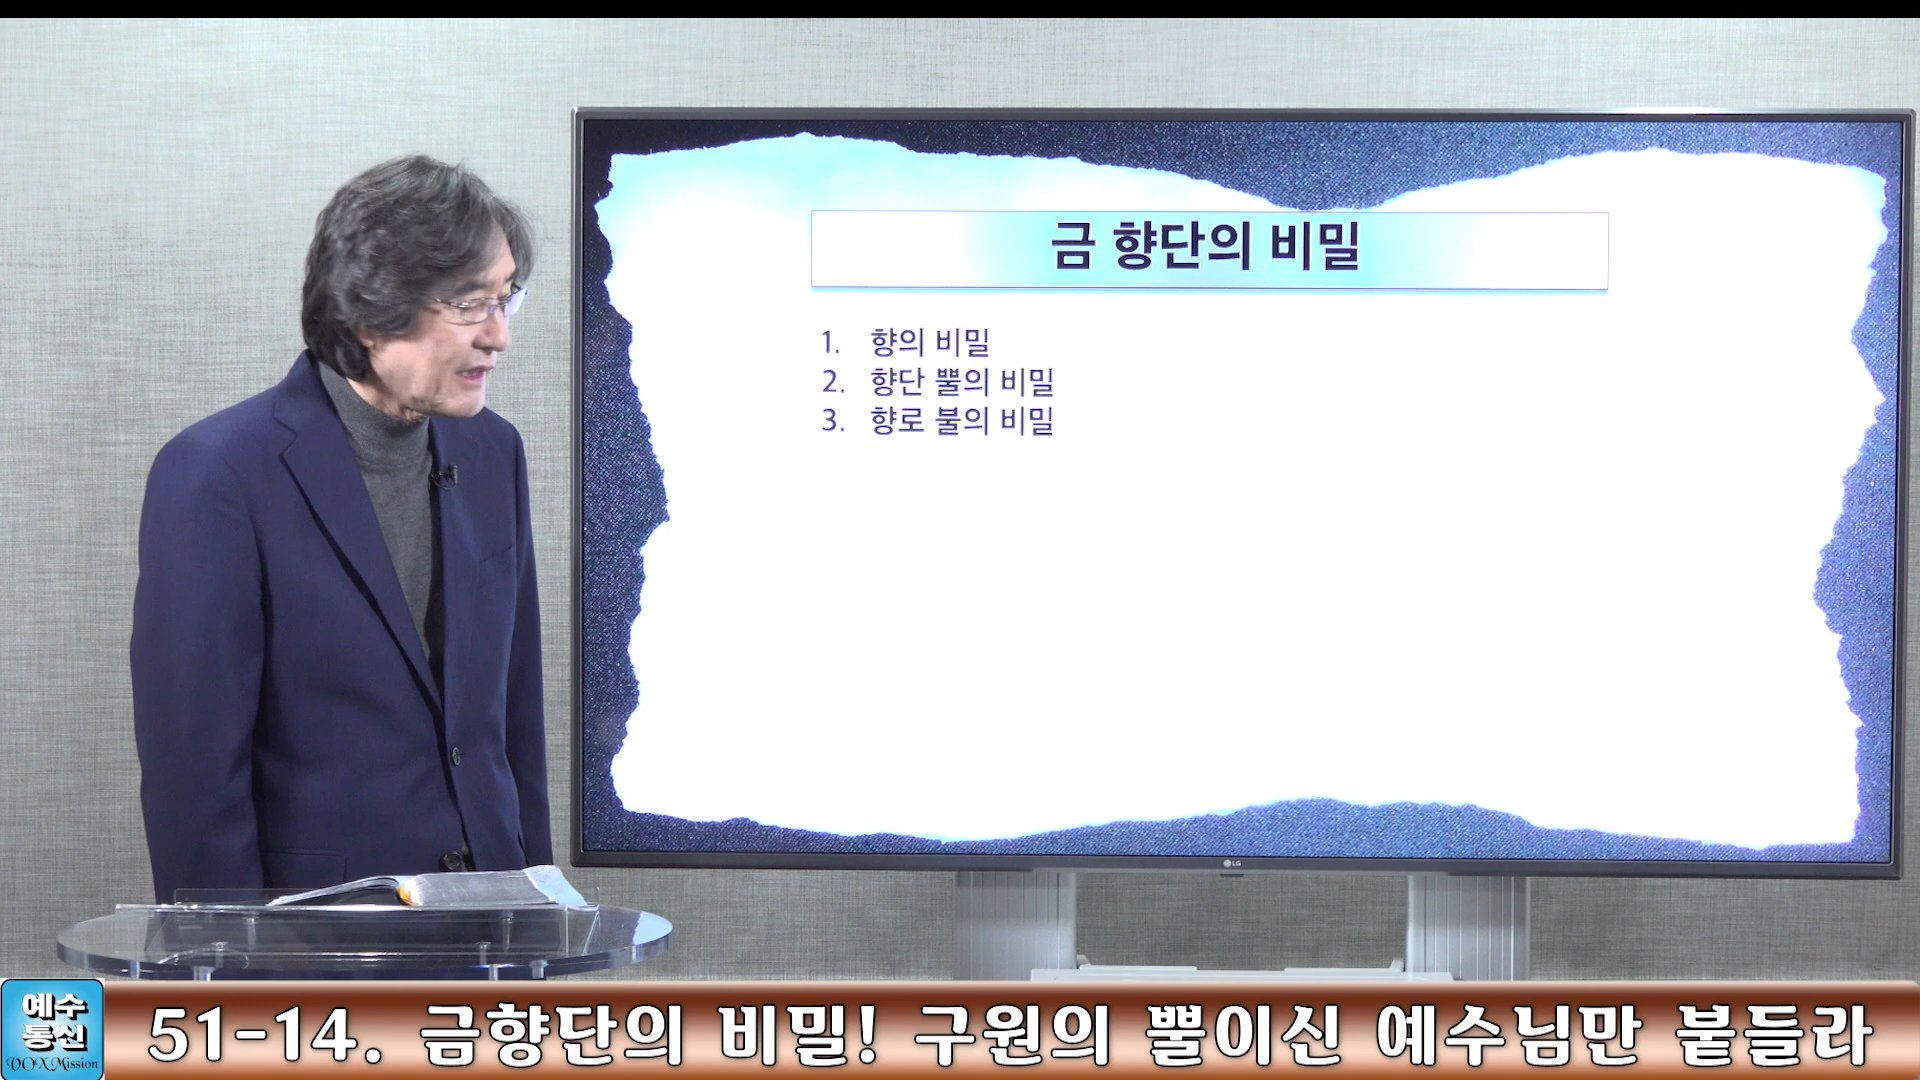 금 향단의 비밀
1. 향의 비밀
2. 향단 뿔의 비밀
3. 향로 불의 비밀
LG
예수
통신
VOX Mission
51-14. 금향단의 비밀! 구원의 뿔이신 예수님만 붙들라